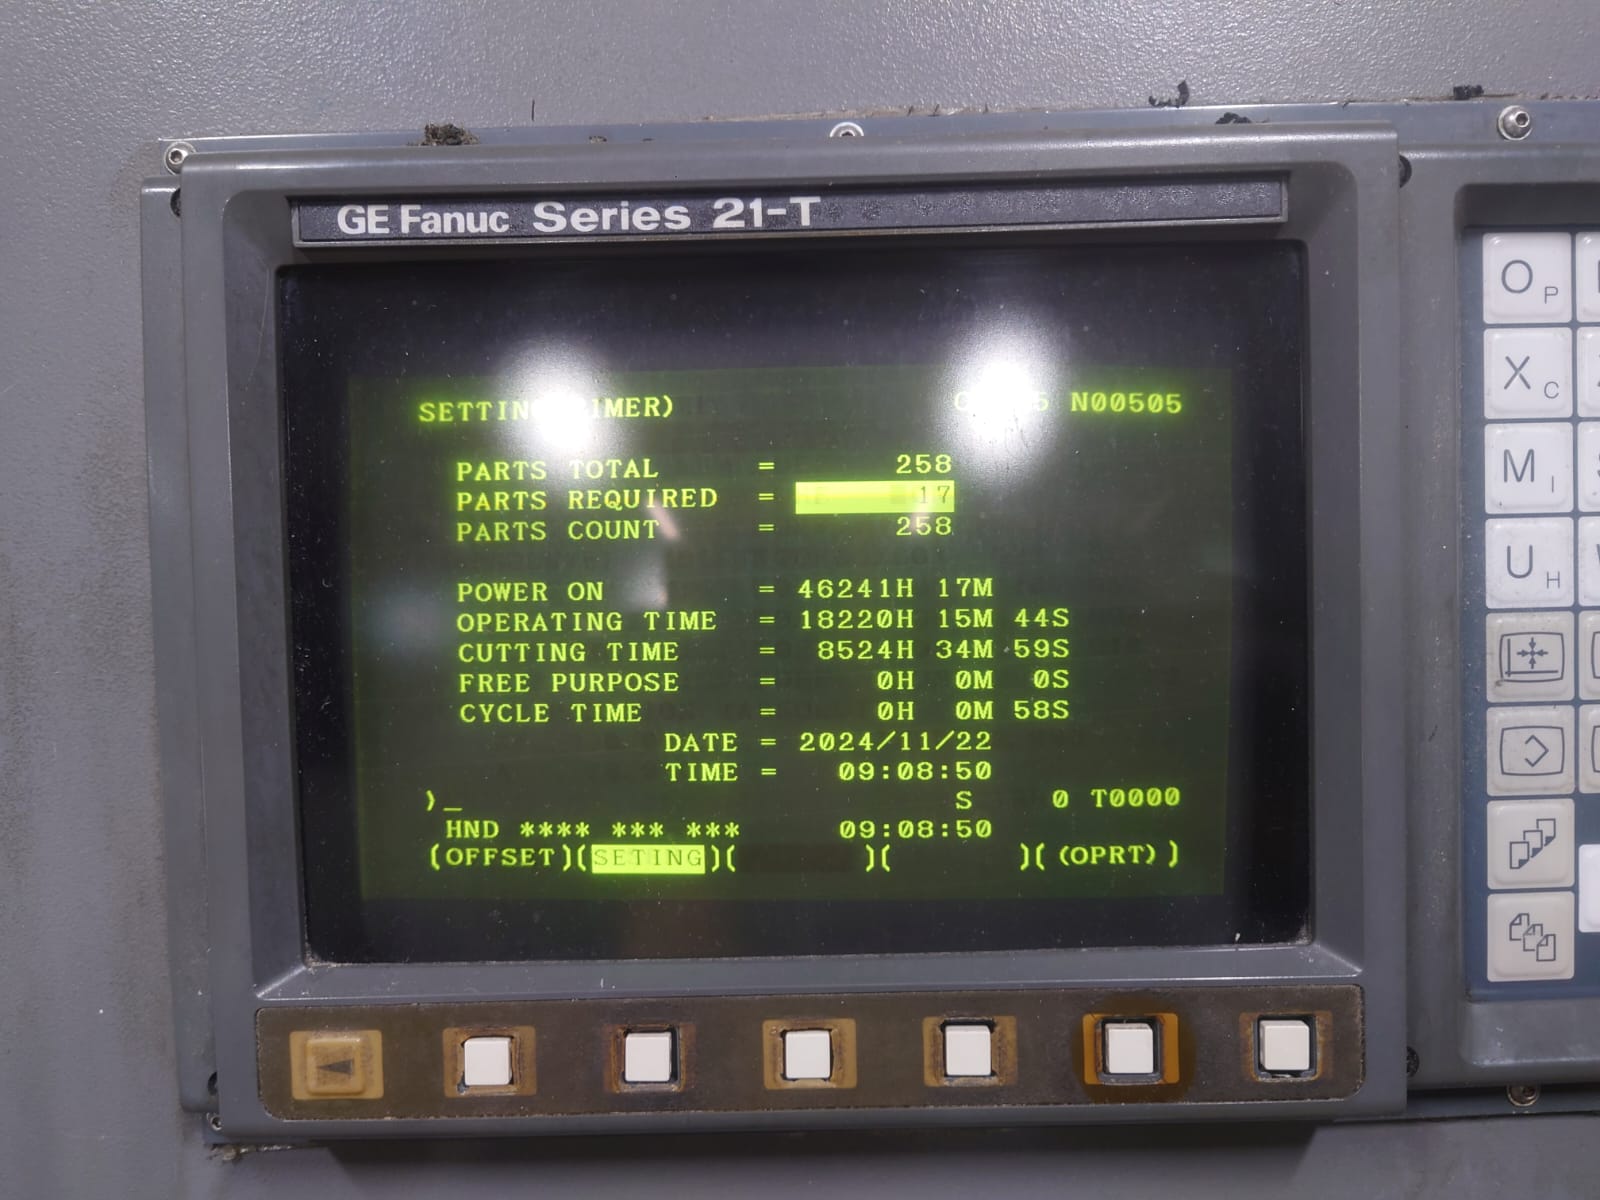 GE Fanuc Series 21-T
N00505
PARTS TOTAL = 258
PARTS REQUIRED = 17
PARTS COUNT = 258
POWER ON = 46241H 17M
OPERATING TIME = 18220H 15M 44S
CUTTING TIME = 8524H 34M 59S
FREE PURPOSE = 0H 0M 0S
CYCLE TIME = 0H 0M 58S
DATE = 2024/11/22
TIME = 09:08:50
)_ S 0 T0000
HND **** *** *** 09:08:50
(OFFSET)(SETING)( )( )( (OPRT) )
O P
X C
M I
U H